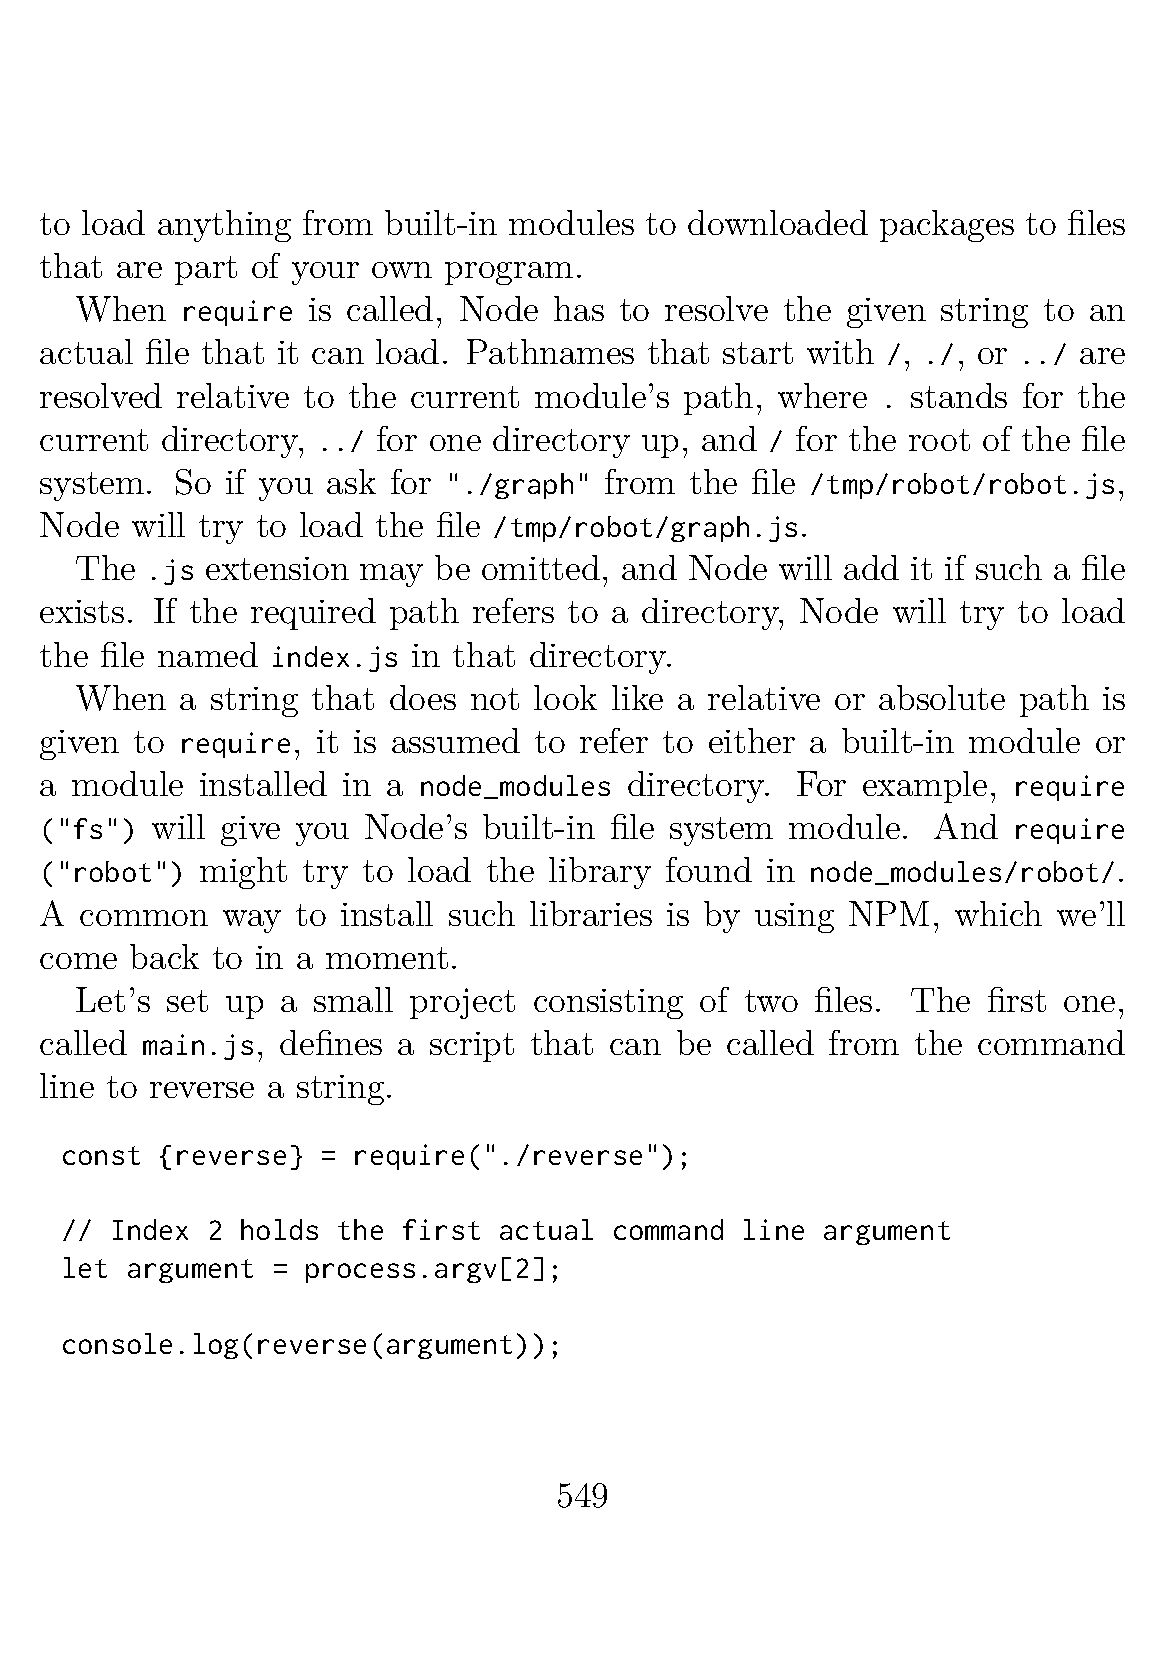 to load anything from built-in modules to downloaded packages to files
that are part of your own program.
When require is called, Node has to resolve the given string to an
actual file that it can load. Pathnames that start with /, ./, or ../ are
resolved relative to the current module’s path, where . stands for the
current directory, ../ for one directory up, and / for the root of the file
system. So if you ask for "./graph" from the file /tmp/robot/robot.js,
Node will try to load the file /tmp/robot/graph.js.
The .js extension may be omitted, and Node will add it if such a file
exists. If the required path refers to a directory, Node will try to load
the file named index.js in that directory.
When a string that does not look like a relative or absolute path is
given to require, it is assumed to refer to either a built-in module or
a module installed in a node_modules directory. For example, require
("fs") will give you Node’s built-in file system module. And require
("robot") might try to load the library found in node_modules/robot/.
A common way to install such libraries is by using NPM, which we’ll
come back to in a moment.
Let’s set up a small project consisting of two files. The first one,
called main.js, defines a script that can be called from the command
line to reverse a string.
const {reverse} = require("./reverse");
// Index 2 holds the first actual command line argument
let argument = process.argv[2];
console.log(reverse(argument));
549